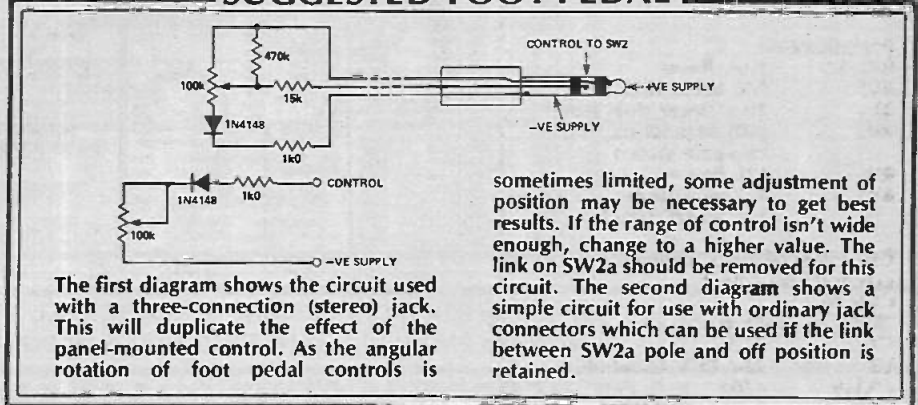 SUGGESTED FOOT PEDAL
470k
100k
15k
1N4148
1k0
CONTROL TO SW2
+VE SUPPLY
-VE SUPPLY
1N4148
1k0
CONTROL
100k
-VE SUPPLY
The first diagram shows the circuit used
with a three-connection (stereo) jack.
This will duplicate the effect of the
panel-mounted control. As the angular
rotation of foot pedal controls is
sometimes limited, some adjustment of
position may be necessary to get best
results. If the range of control isn't wide
enough, change to a higher value. The
link on SW2a should be removed for this
circuit. The second diagram shows a
simple circuit for use with ordinary jack
connectors which can be used if the link
between SW2a pole and off position is
retained.